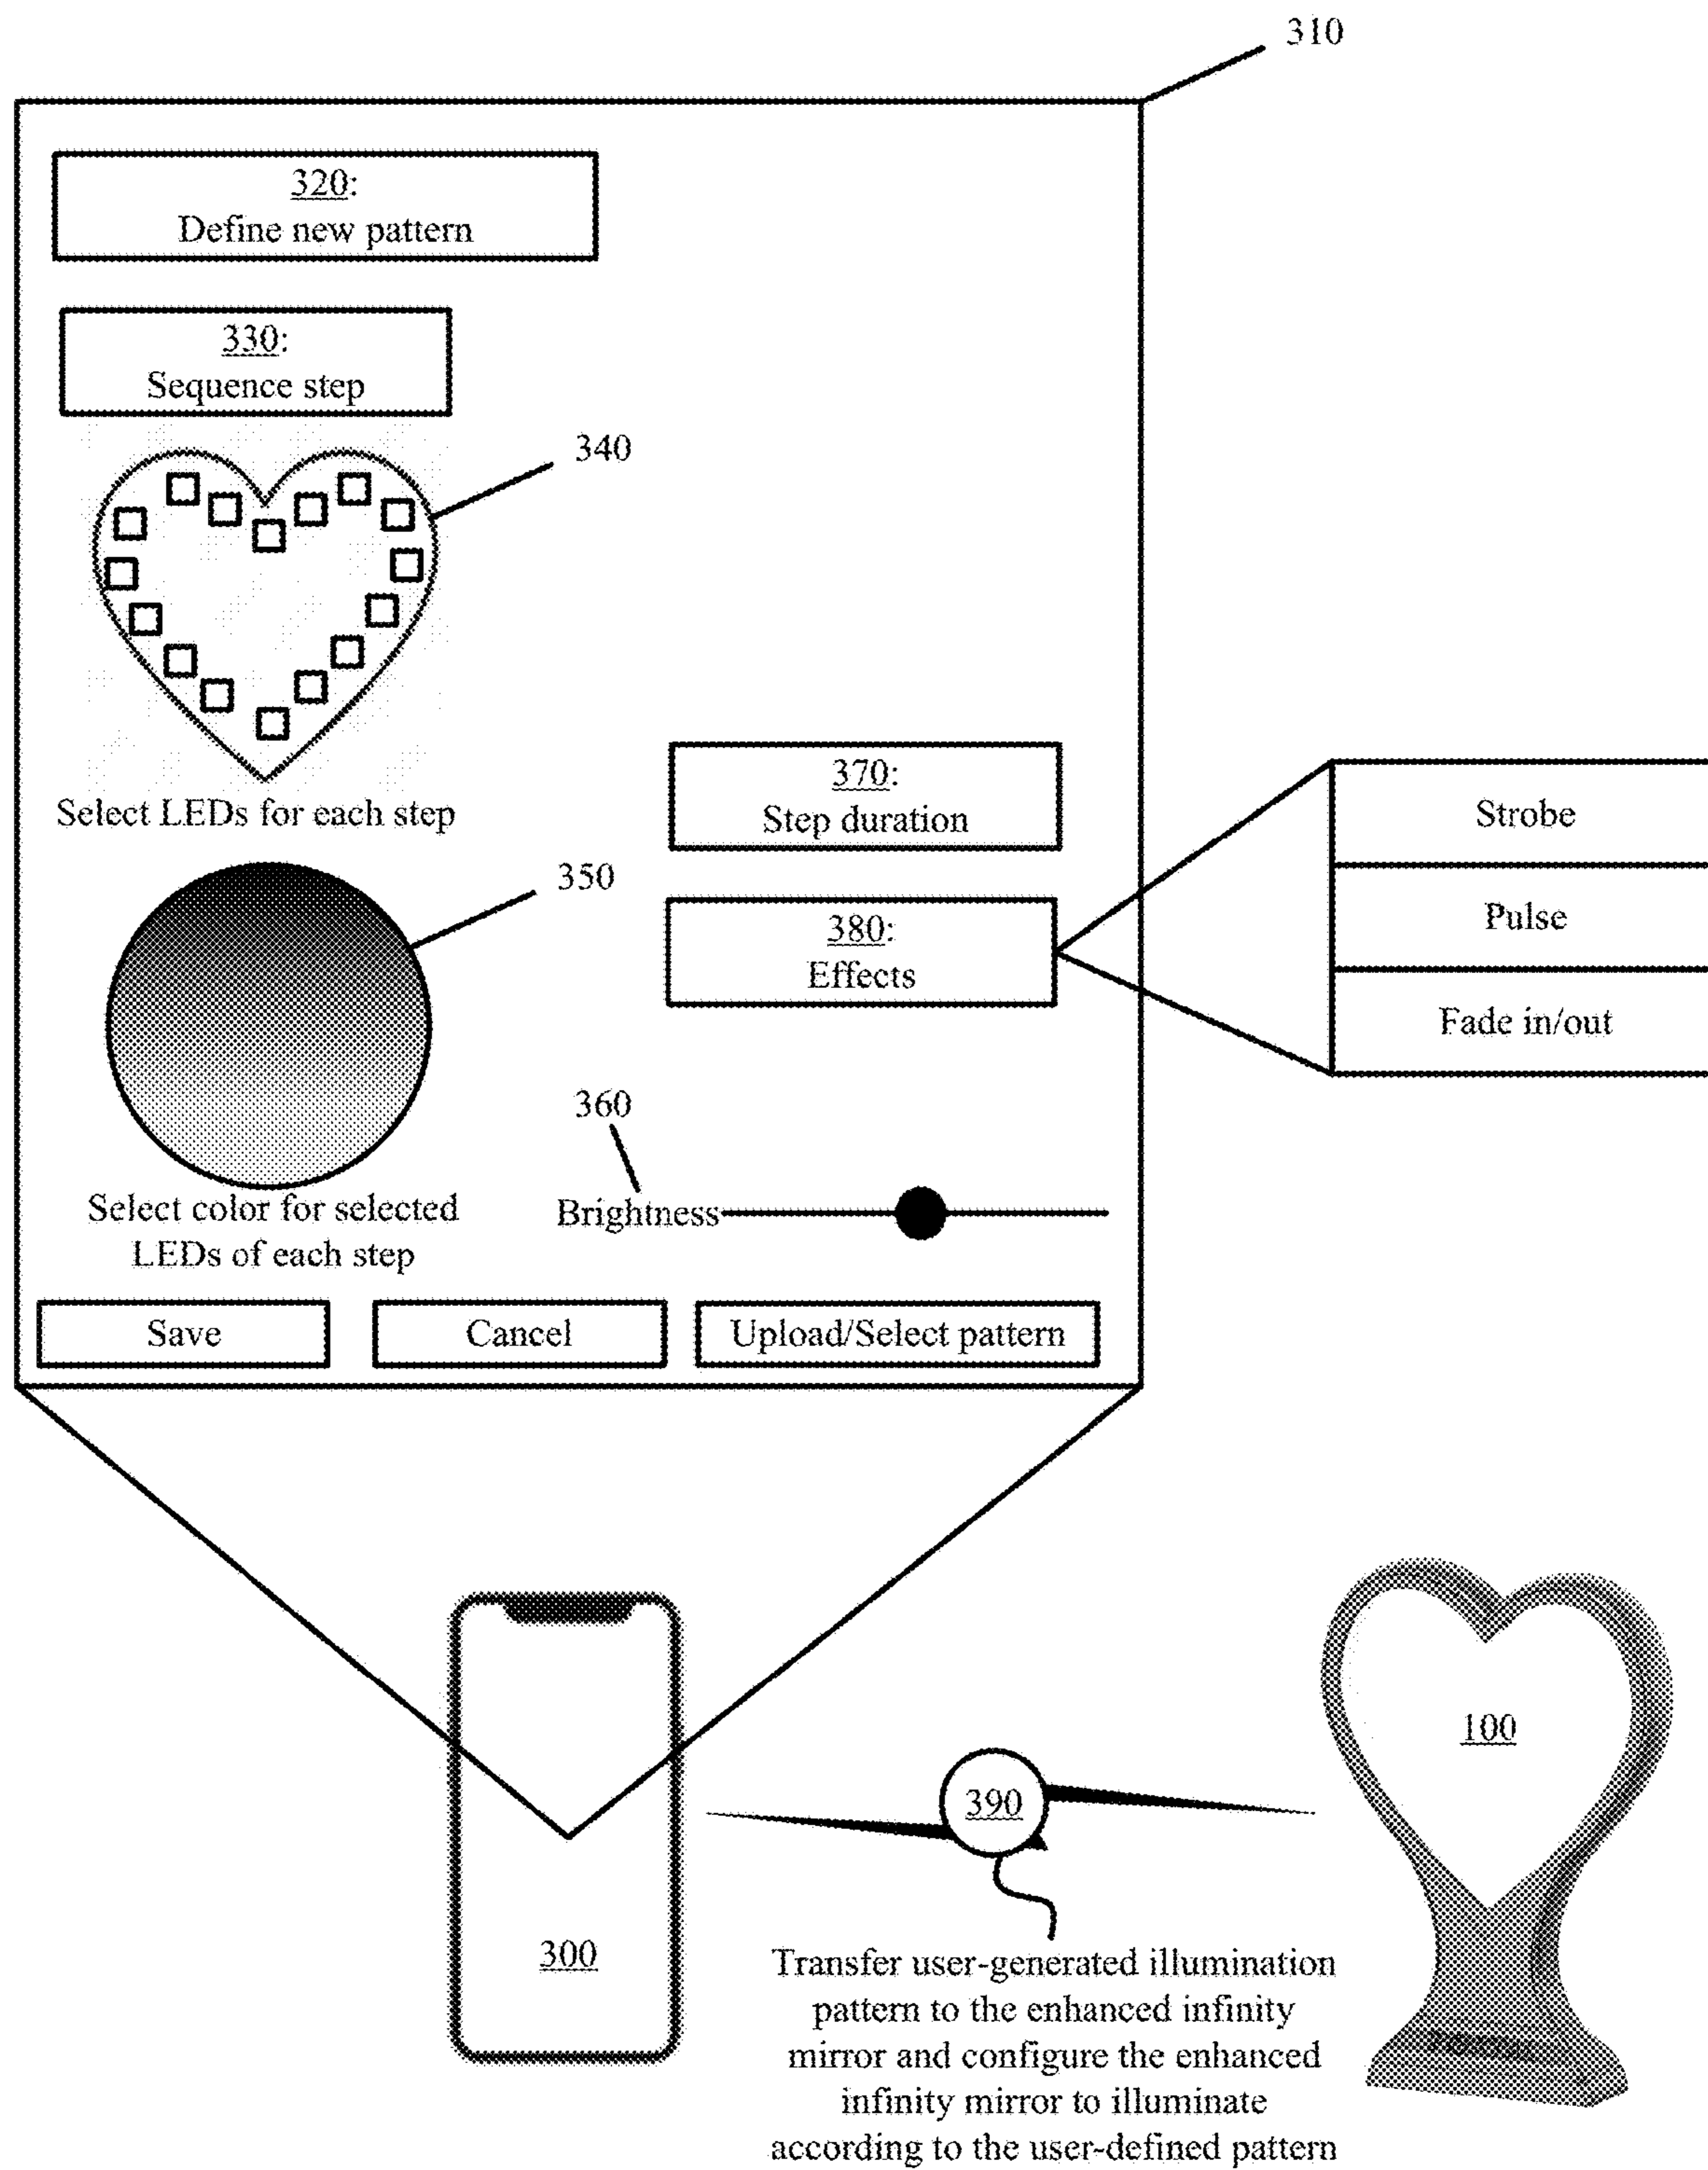 310
320:
Define new pattern
330:
Sequence step
340
Select LEDs for each step
370:
Step duration
350
380:
Effects
Strobe
Pulse
Fade in/out
360
Brightness
Select color for selected
LEDs of each step
Save
Cancel
Upload/Select pattern
300
390
100
Transfer user-generated illumination
pattern to the enhanced infinity
mirror and configure the enhanced
infinity mirror to illuminate
according to the user-defined pattern